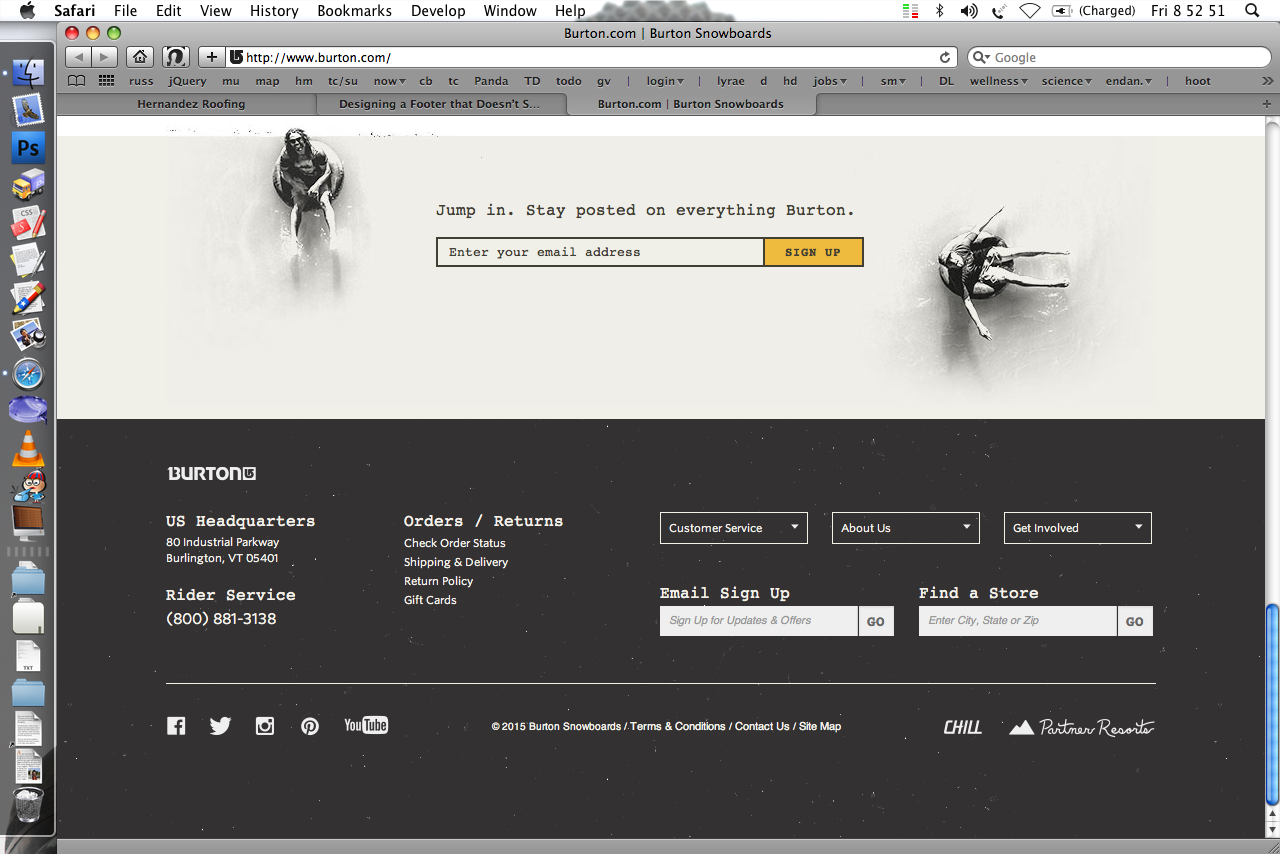 Safari File Edit View History Bookmarks Develop Window Help (Charged) Fri 8 52 51
Burton.com | Burton Snowboards
http://www.burton.com/ Google
russ jQuery mu map hm tc/su now cb tc Panda TD todo gv | login | lyrae d hd jobs | sm | DL wellness science endan. | hoot
Hernandez Roofing Designing a Footer that Doesn't S... Burton.com | Burton Snowboards
Jump in. Stay posted on everything Burton.
Enter your email address SIGN UP
BURTON
US Headquarters
80 Industrial Parkway
Burlington, VT 05401
Rider Service
(800) 881-3138
Orders / Returns
Check Order Status
Shipping & Delivery
Return Policy
Gift Cards
Customer Service About Us Get Involved
Email Sign Up
Sign Up for Updates & Offers GO
Find a Store
Enter City, State or Zip GO
YouTube
© 2015 Burton Snowboards / Terms & Conditions / Contact Us / Site Map
CHILL Partner Resorts
Ps
CSS
TXT